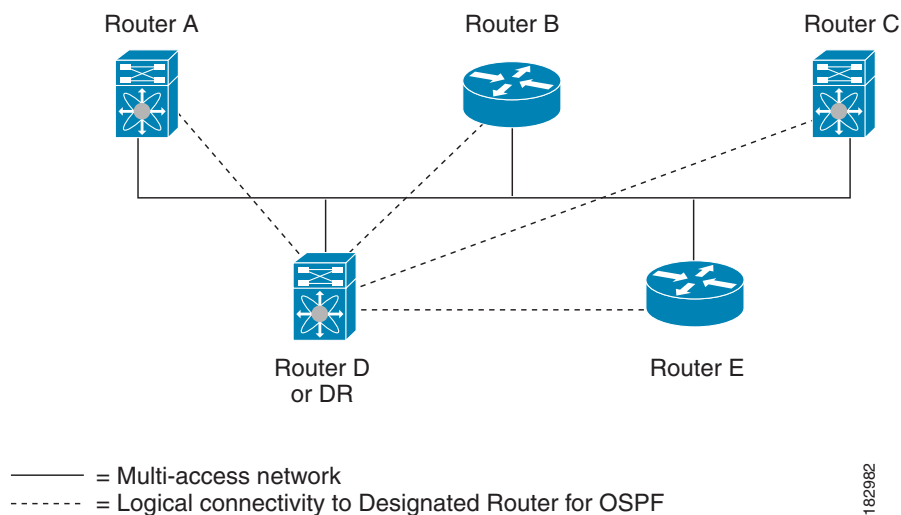 Router A
Router B
Router C
Router D
or DR
Router E
= Multi-access network
= Logical connectivity to Designated Router for OSPF
182982